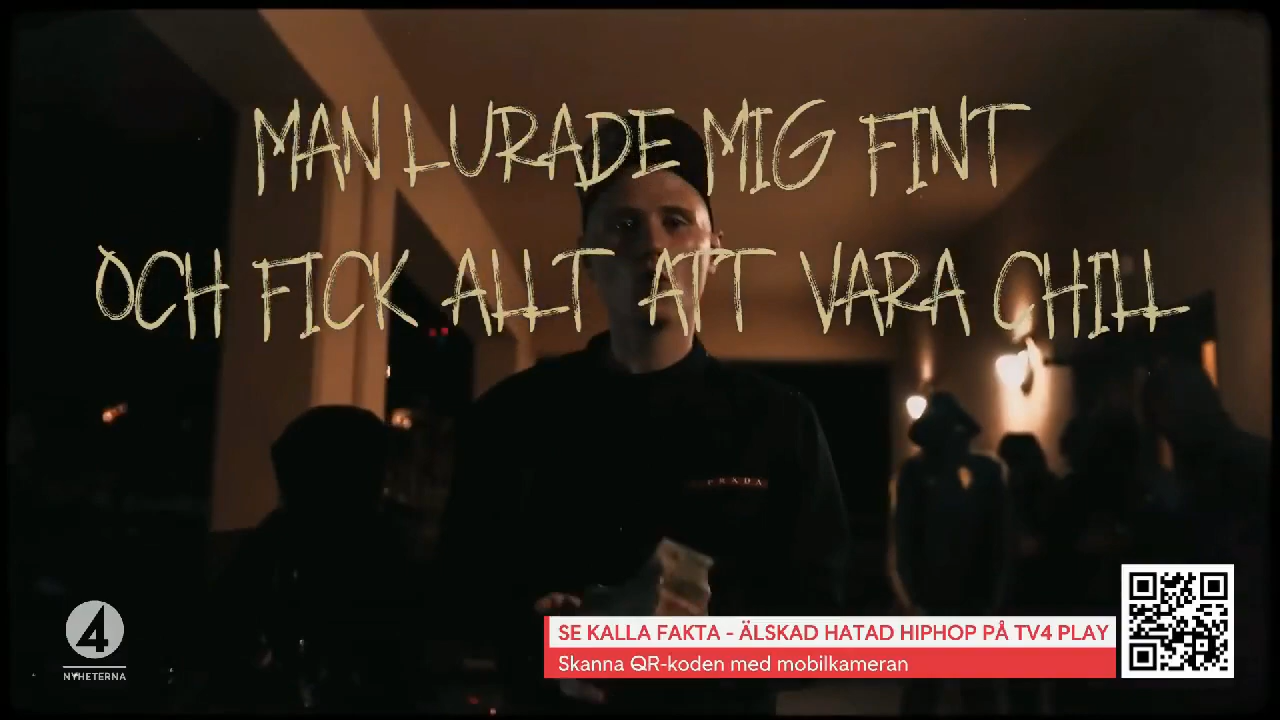 MAN LURADE MIG FINT
OCH FICK ALLT ATT VARA CHILL
PRADA
SE KALLA FAKTA - ÄLSKAD HATAD HIPHOP PÅ TV4 PLAY
Skanna QR-koden med mobilkameran
4
NYHETERNA